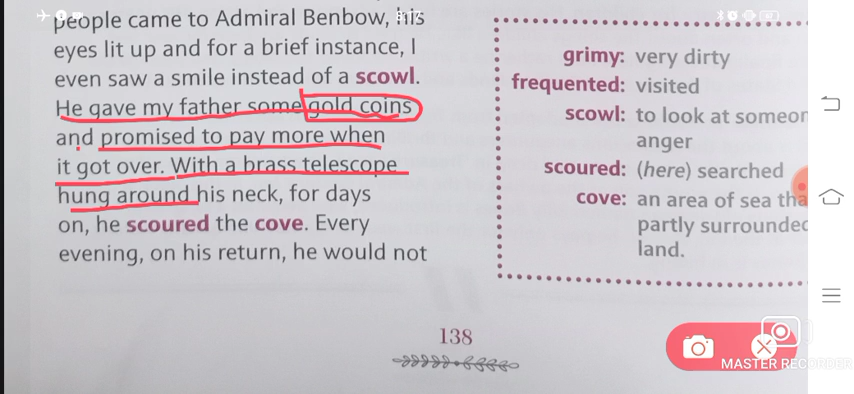 people came to Admiral Benbow, his
eyes lit up and for a brief instance, I
even saw a smile instead of a scowl.
He gave my father some gold coins
and promised to pay more when
it got over. With a brass telescope
hung around his neck, for days
on, he scoured the cove. Every
evening, on his return, he would not
grimy: very dirty
frequented: visited
scowl: to look at someon
anger
scoured: (here) searched
cove: an area of sea tha
partly surrounded
land.
138
MASTER RECORDER